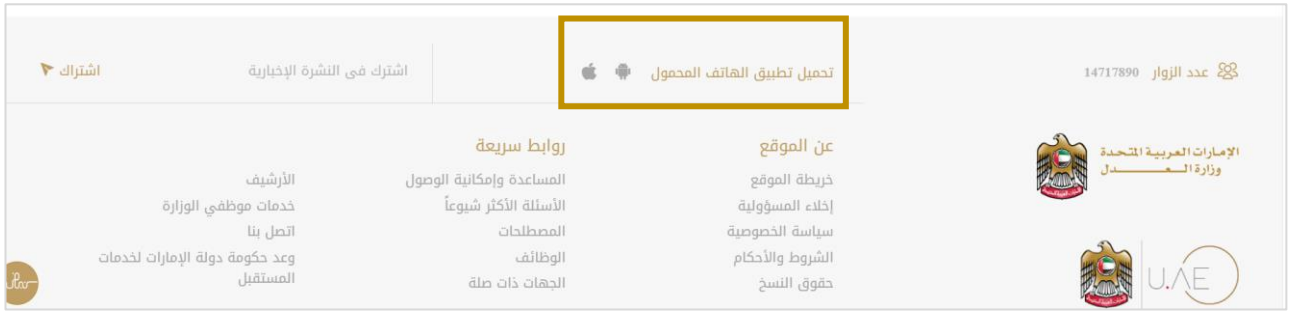 عدد الزوار 14717890
تحميل تطبيق الهاتف المحمول
اشترك في النشرة الإخبارية
اشتراك
الإمارات العربية المتحدة
وزارة العدل
U.AE
عن الموقع
خريطة الموقع
إخلاء المسؤولية
سياسة الخصوصية
الشروط والأحكام
حقوق النسخ
روابط سريعة
المساعدة وإمكانية الوصول
الأسئلة الأكثر شيوعاً
المصطلحات
الوظائف
الجهات ذات صلة
الأرشيف
خدمات موظفي الوزارة
اتصل بنا
وعد حكومة دولة الإمارات لخدمات
المستقبل